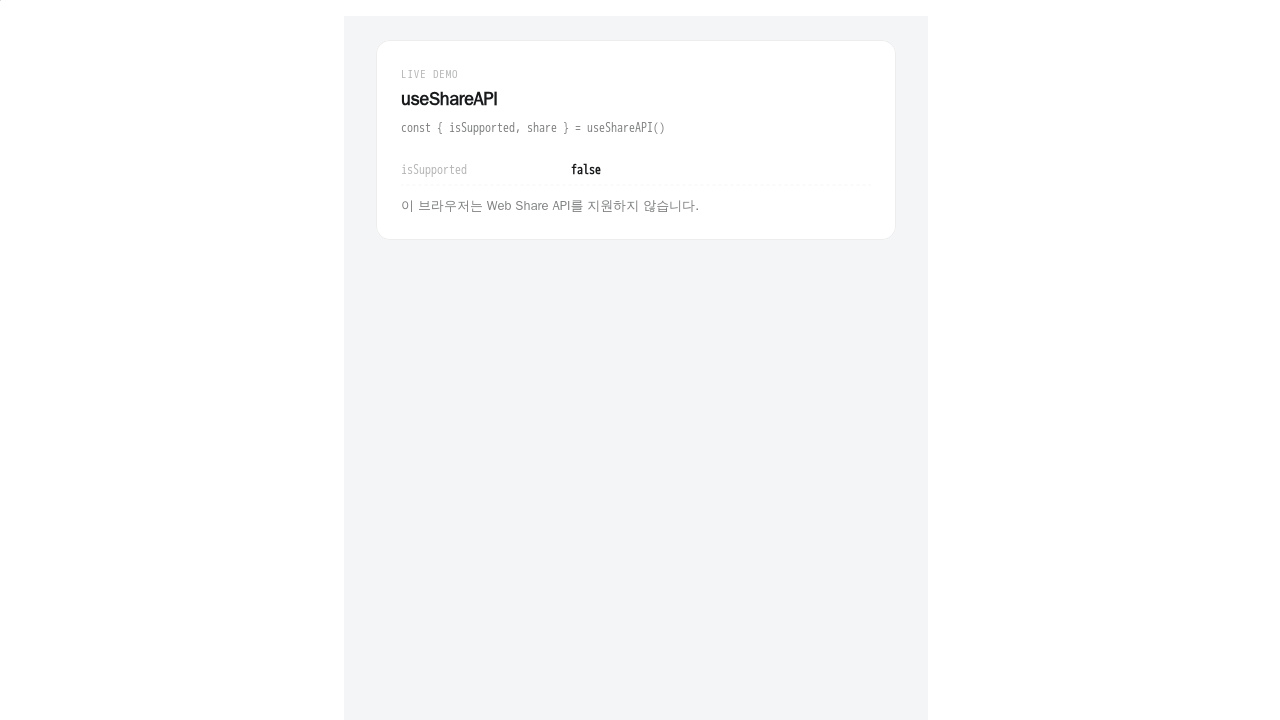 LIVE DEMO
useShareAPI
const { isSupported, share } = useShareAPI()
isSupported false
이 브라우저는 Web Share API를 지원하지 않습니다.